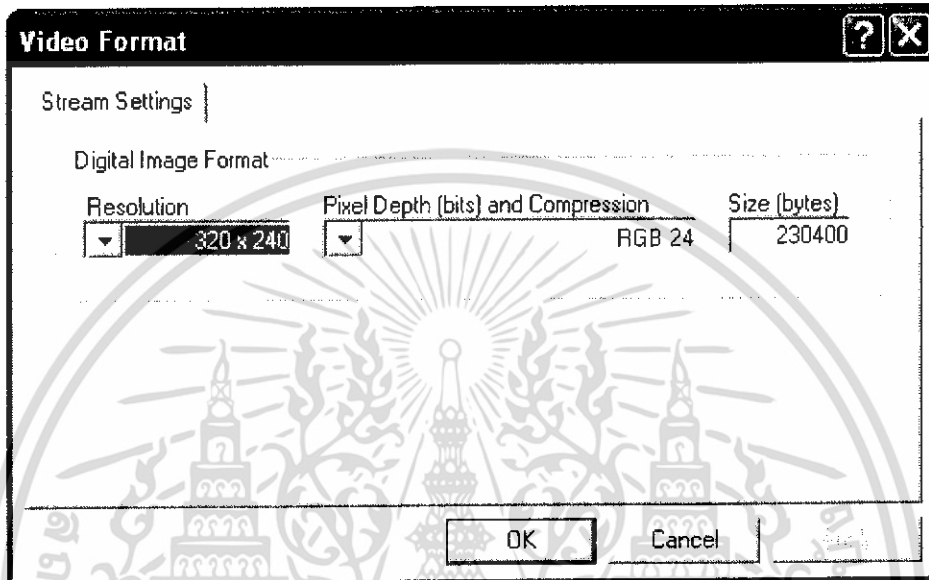 Video Format
Stream Settings
Digital Image Format
Resolution
Pixel Depth (bits) and Compression
Size (bytes)
320 x 240
RGB 24
230400
OK
Cancel